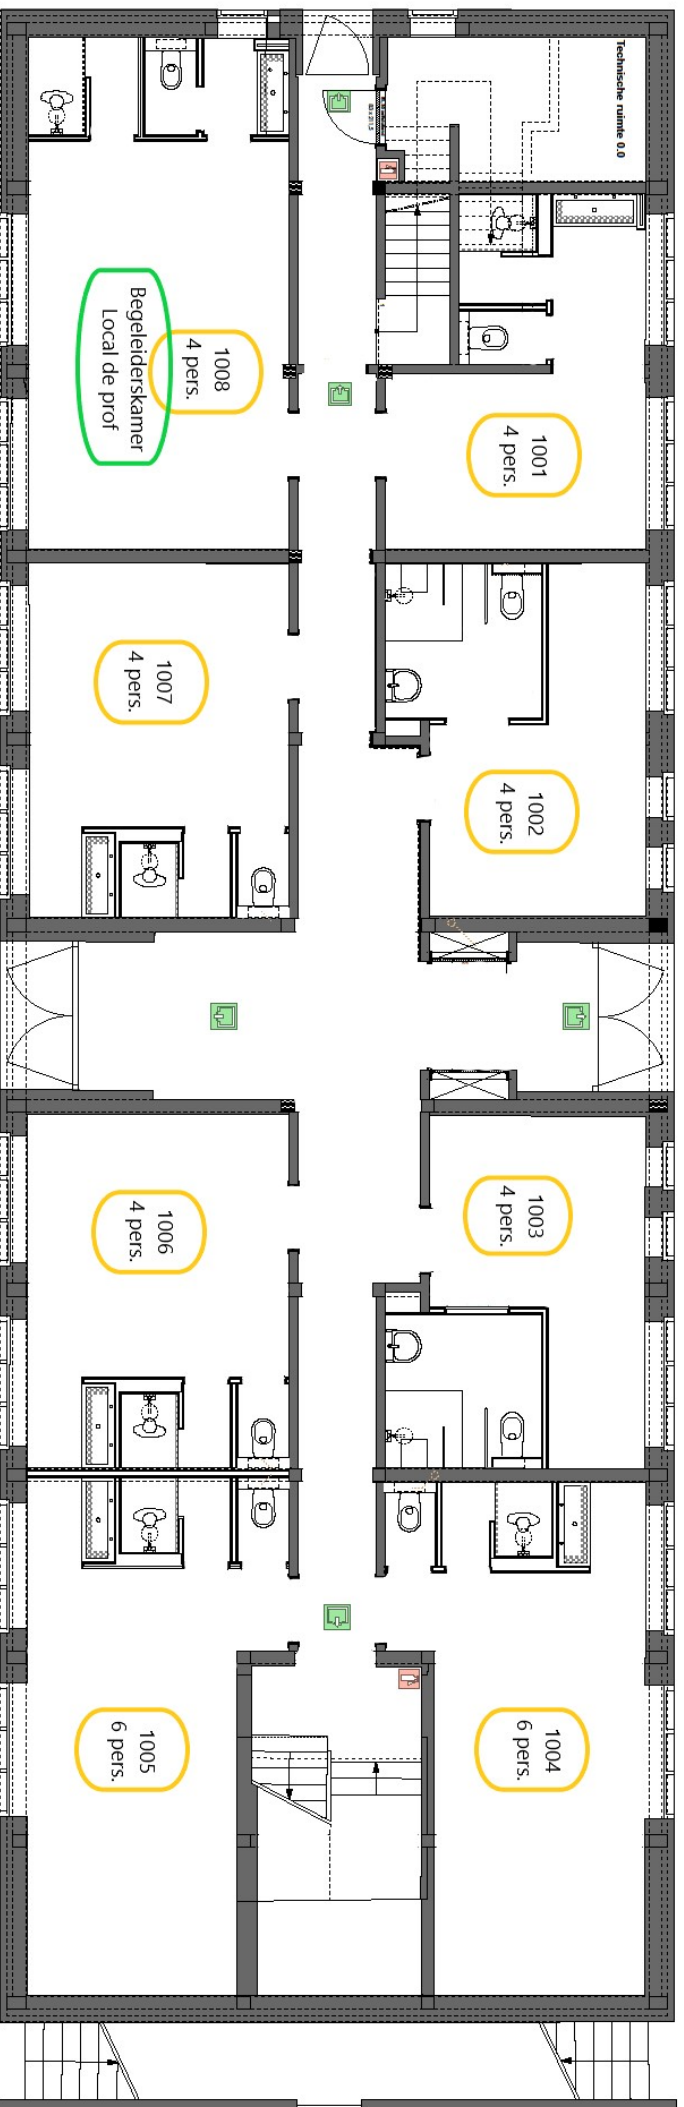 Technische ruimte 0.0
1001
4 pers.
1008
4 pers.
Begeleiderskamer
Local de prof
1002
4 pers.
1007
4 pers.
1003
4 pers.
1006
4 pers.
1004
6 pers.
1005
6 pers.